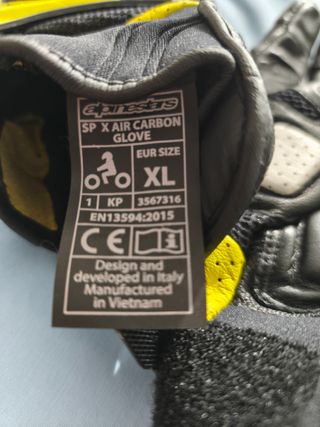 alpinestars
SP X AIR CARBON
GLOVE
EUR SIZE
XL
1 KP 3567316
EN13594:2015
CE i
Design and
developed in Italy
Manufactured
in Vietnam